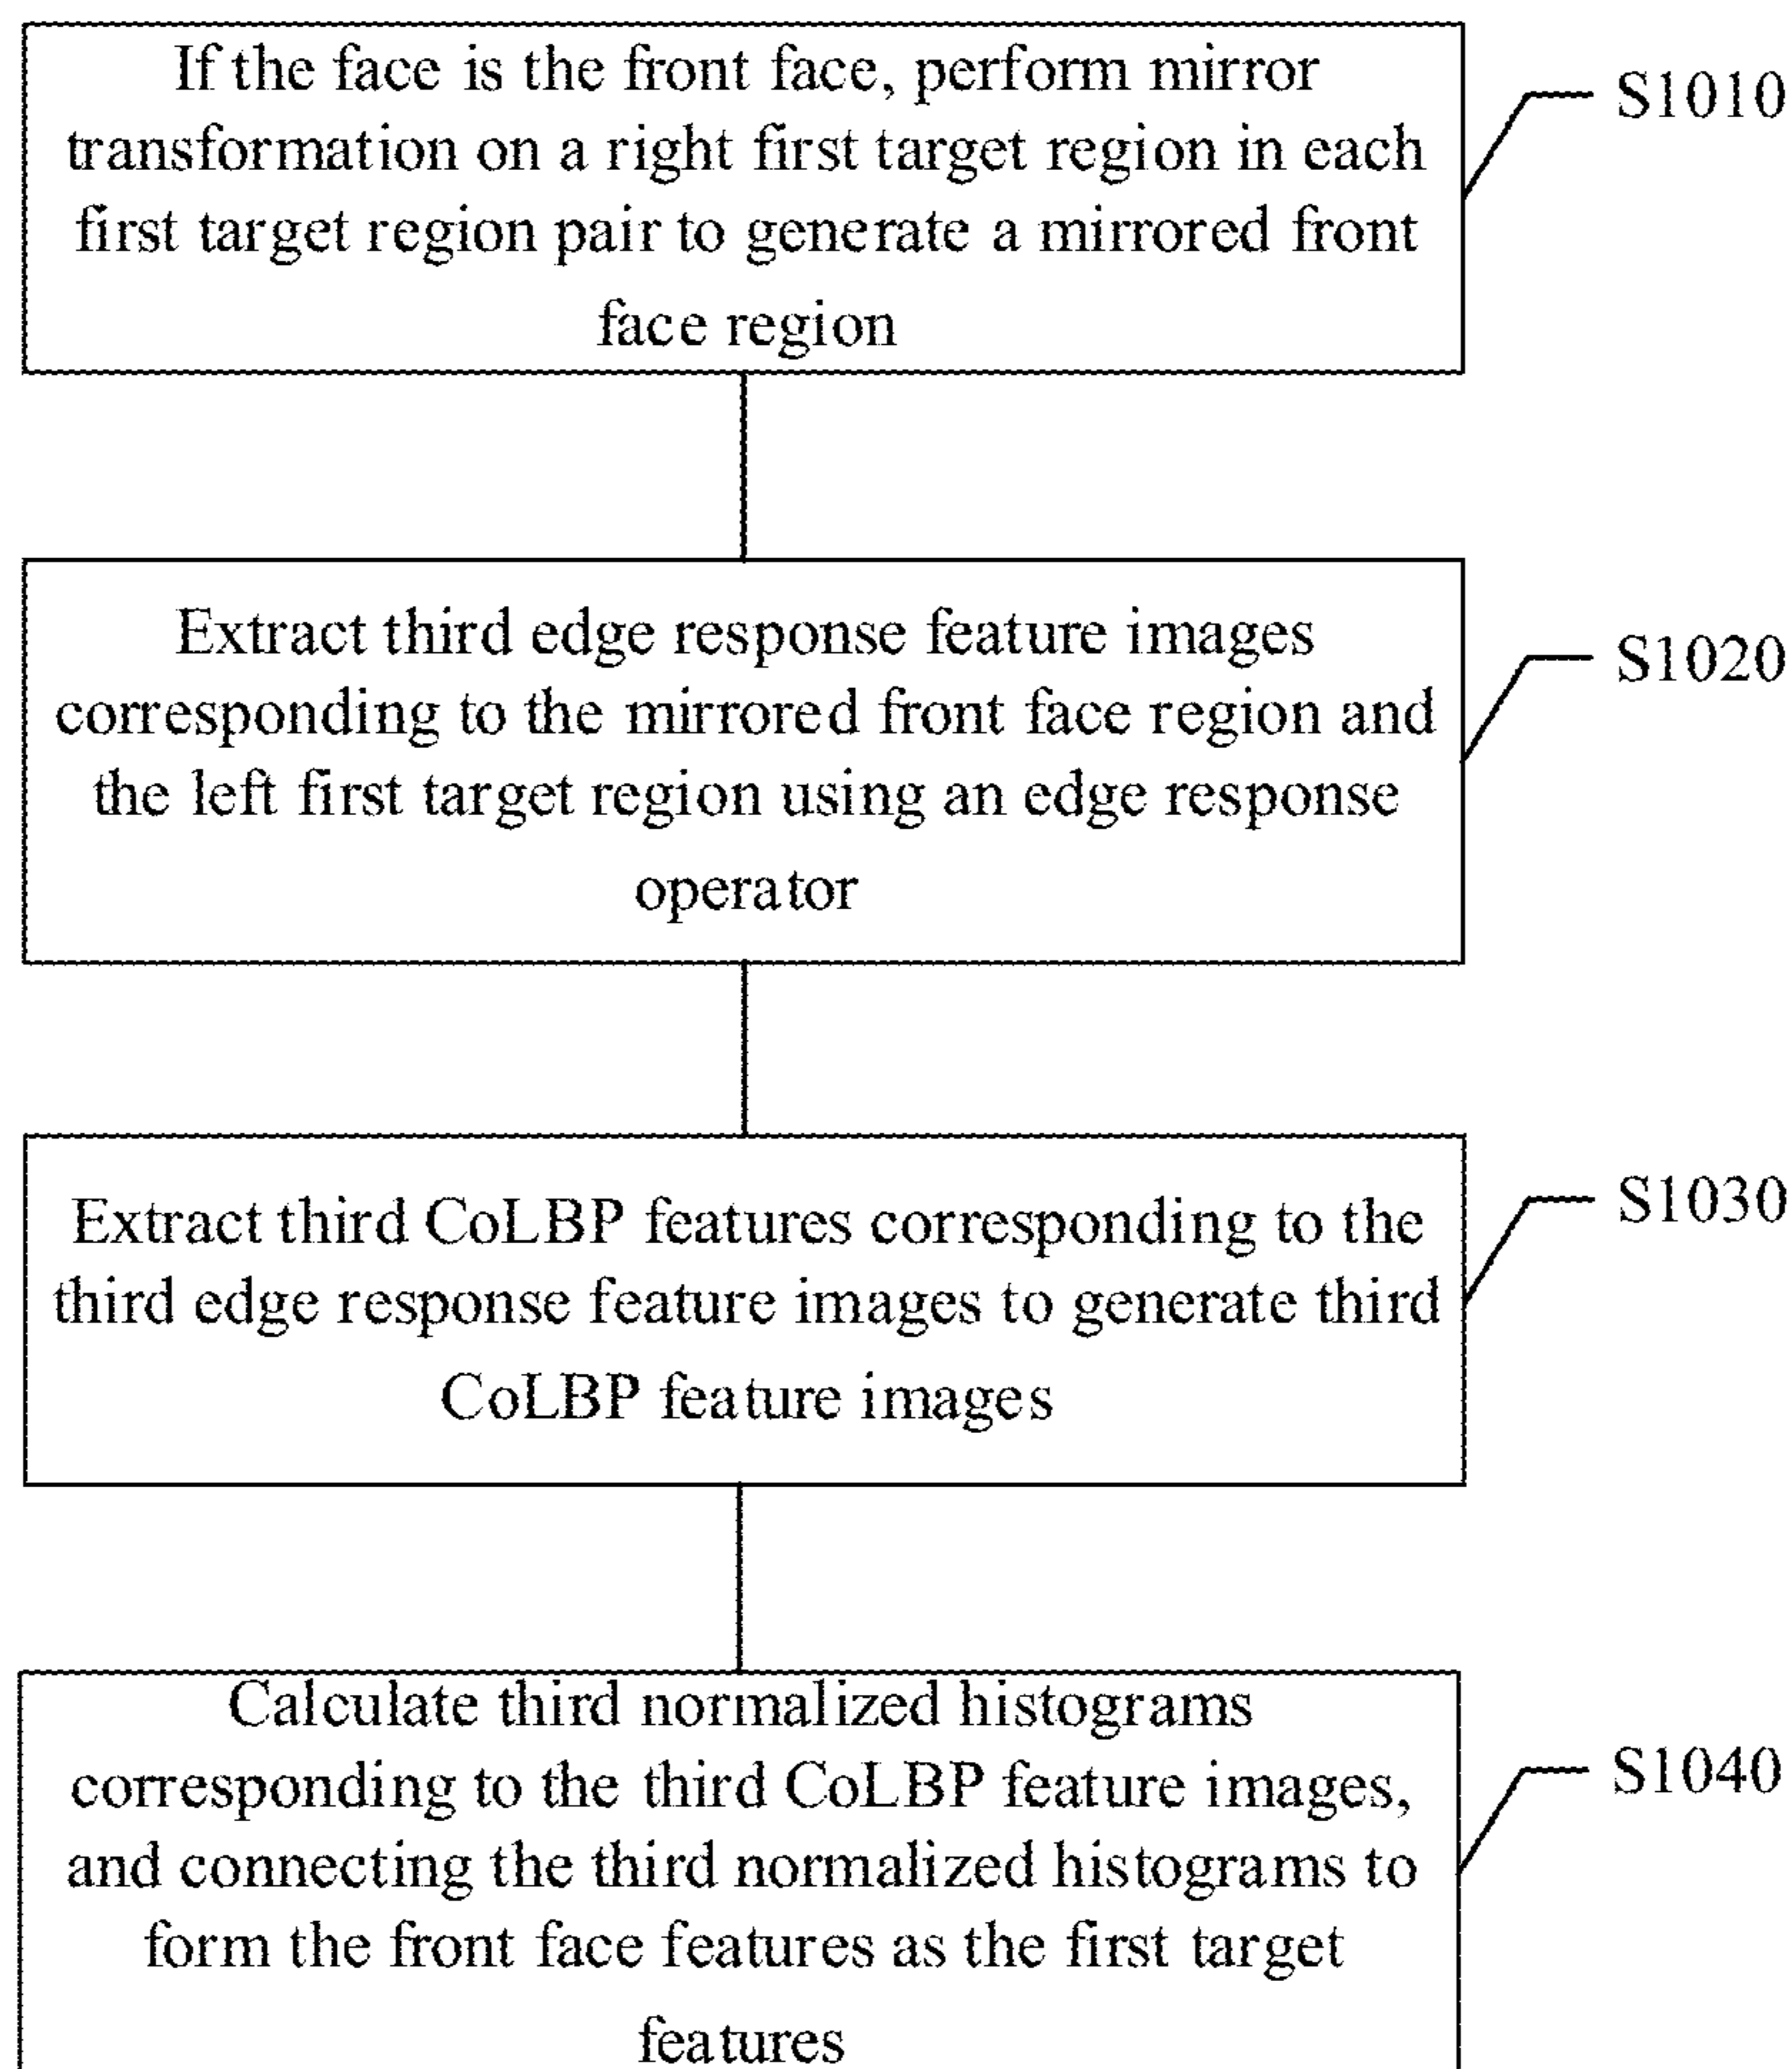 If the face is the front face, perform mirror
transformation on a right first target region in each
first target region pair to generate a mirrored front
face region
S1010
Extract third edge response feature images
corresponding to the mirrored front face region and
the left first target region using an edge response
operator
S1020
Extract third CoLBP features corresponding to the
third edge response feature images to generate third
CoLBP feature images
S1030
Calculate third normalized histograms
corresponding to the third CoLBP feature images,
and connecting the third normalized histograms to
form the front face features as the first target
features
S1040